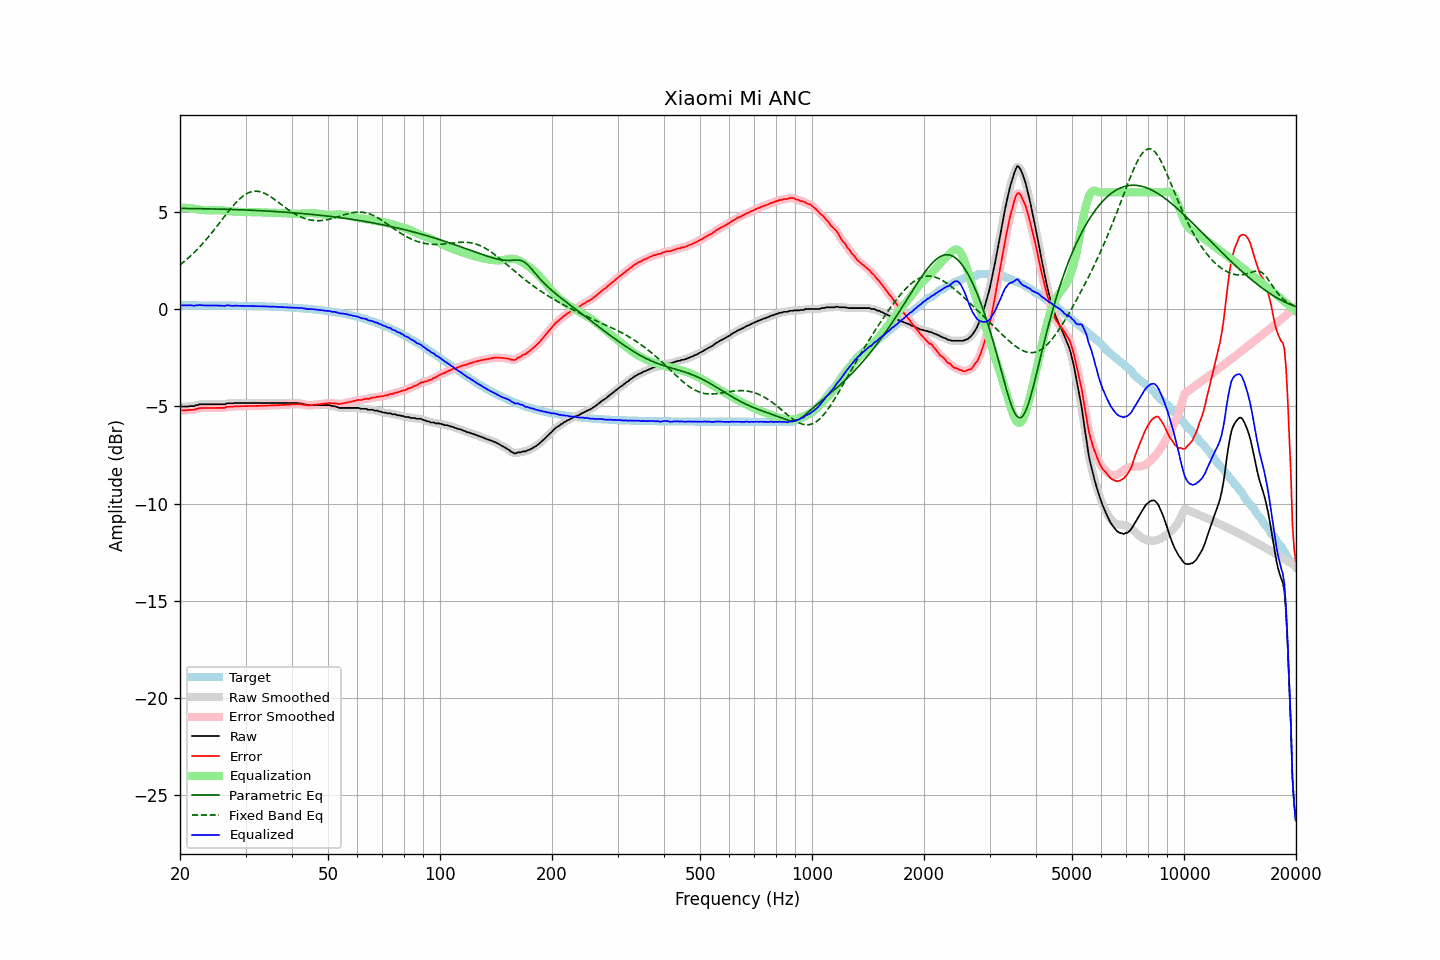 Xiaomi Mi ANC
Amplitude (dBr)
5
0
−5
−10
−15
−20
−25
Target
Raw Smoothed
Error Smoothed
Raw
Error
Equalization
Parametric Eq
Fixed Band Eq
Equalized
20 50 100 200 500 1000 2000 5000 10000 20000
Frequency (Hz)